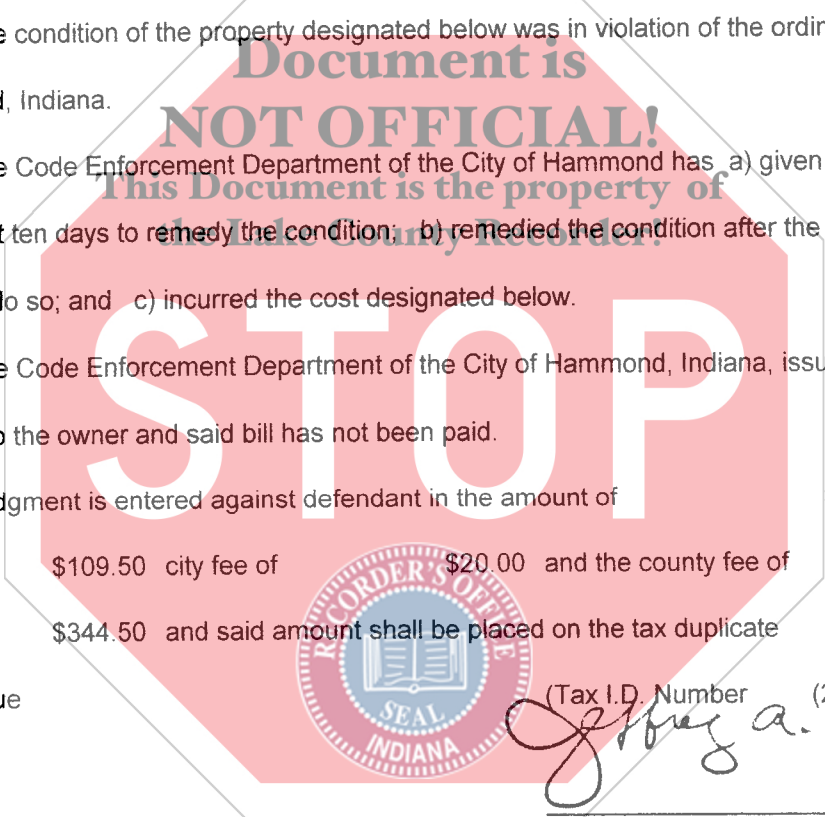 e condition of the property designated below was in violation of the ordin
Document is
d, Indiana.
NOT OFFICIAL!
e Code Enforcement Department of the City of Hammond has a) given
This Document is the property of
t ten days to remedy the condition; b) remedied the condition after the
the Lake County Recorder!
do so; and c) incurred the cost designated below.
STOP
e Code Enforcement Department of the City of Hammond, Indiana, issu
o the owner and said bill has not been paid.
dgment is entered against defendant in the amount of
$109.50 city fee of $20.00 and the county fee of
$344.50 and said amount shall be placed on the tax duplicate
RECORDER'S OFFICE
SEAL
INDIANA
ue (Tax I.D. Number (2
Jeffrey A.